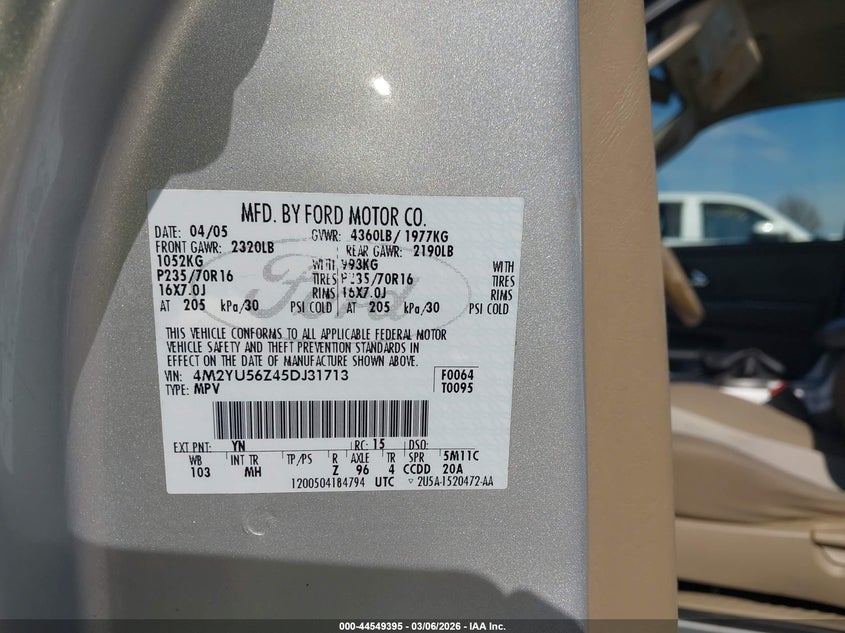 MFD. BY FORD MOTOR CO.
DATE: 04/05 GVWR: 4360LB/ 1977KG
FRONT GAWR: 2320LB REAR GAWR: 2190LB
1052KG WITH 993KG WITH
P235/70R16 TIRES P235/70R16 TIRES
16X7.0J RIMS 16X7.0J RIMS
AT 205 kPa/30 PSI COLD AT 205 kPa/30 PSI COLD
Ford
THIS VEHICLE CONFORMS TO ALL APPLICABLE FEDERAL MOTOR
VEHICLE SAFETY AND THEFT PREVENTION STANDARDS IN
EFFECT ON THE DATE OF MANUFACTURE SHOWN ABOVE.
VIN: 4M2YU56Z45DJ31713 F0064
TYPE: MPV T0095
EXT PNT: YN RC: 15 DSO:
WB INT TR TP/PS R AXLE TR SPR 5M11C
103 MH Z 96 4 CCDD 20A
1200504184794 UTC ▽ 2U5A-1520472-AA
000-44549395 - 03/06/2026 - IAA Inc.